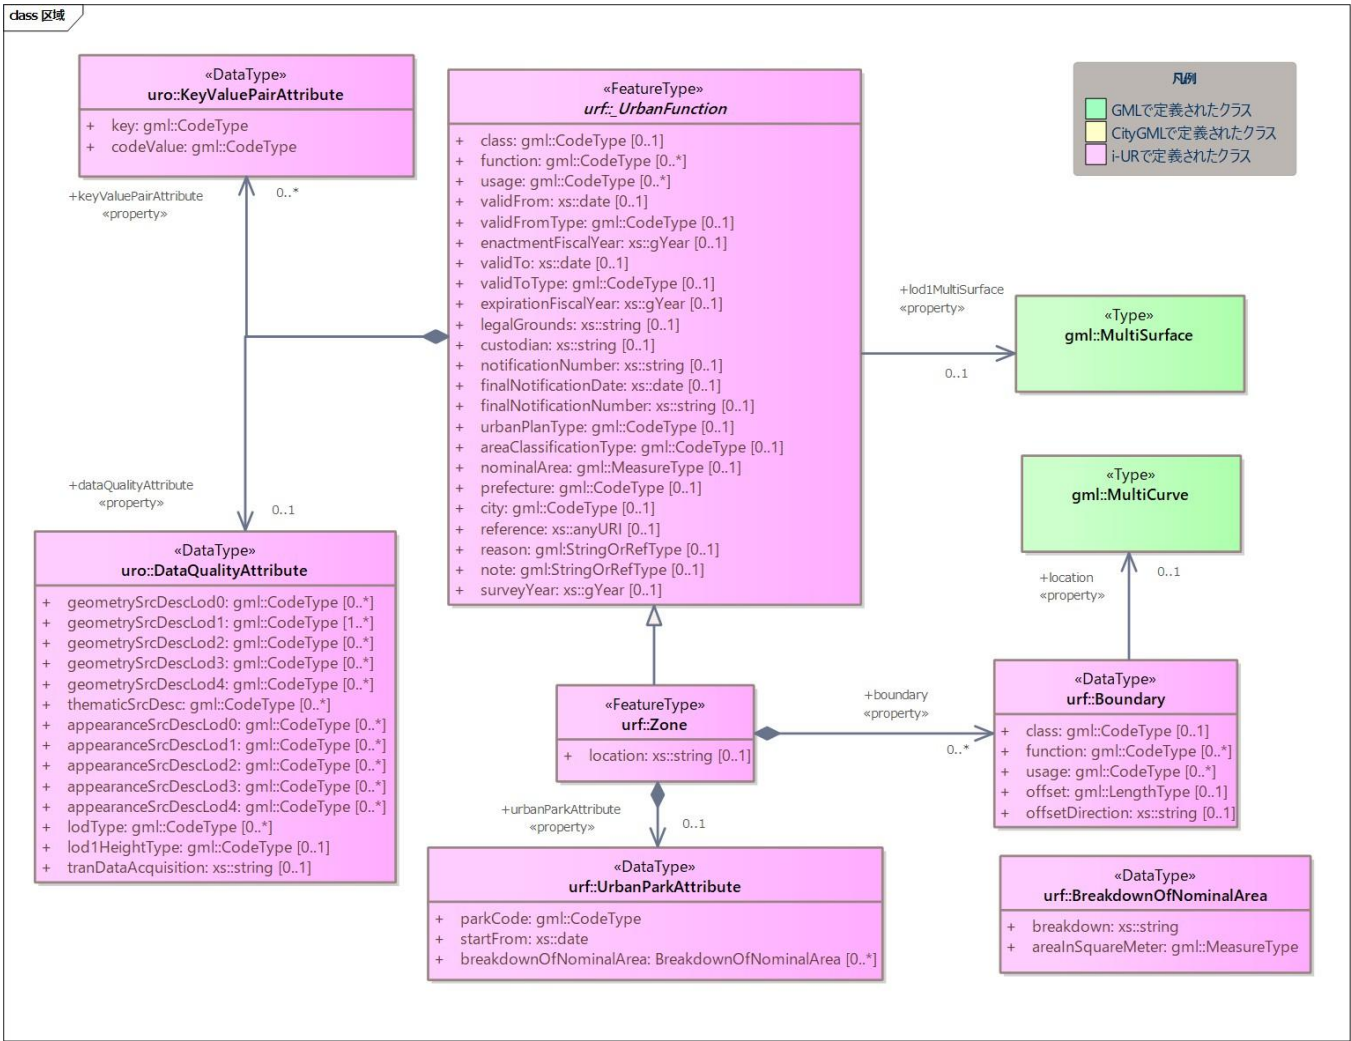 class 区域
«DataType»
uro::KeyValuePairAttribute
+ key: gml::CodeType
+ codeValue: gml::CodeType
+keyValuePairAttribute
«property»
0..*
«FeatureType»
urf::_UrbanFunction
+ class: gml::CodeType [0..1]
+ function: gml::CodeType [0..*]
+ usage: gml::CodeType [0..*]
+ validFrom: xs::date [0..1]
+ validFromType: gml::CodeType [0..1]
+ enactmentFiscalYear: xs::gYear [0..1]
+ validTo: xs::date [0..1]
+ validToType: gml::CodeType [0..1]
+ expirationFiscalYear: xs::gYear [0..1]
+ legalGrounds: xs::string [0..1]
+ custodian: xs::string [0..1]
+ notificationNumber: xs::string [0..1]
+ finalNotificationDate: xs::date [0..1]
+ finalNotificationNumber: xs::string [0..1]
+ urbanPlanType: gml::CodeType [0..1]
+ areaClassificationType: gml::CodeType [0..1]
+ nominalArea: gml::MeasureType [0..1]
+ prefecture: gml::CodeType [0..1]
+ city: gml::CodeType [0..1]
+ reference: xs::anyURI [0..1]
+ reason: gml:StringOrRefType [0..1]
+ note: gml:StringOrRefType [0..1]
+ surveyYear: xs::gYear [0..1]
凡例
GMLで定義されたクラス
CityGMLで定義されたクラス
i-URで定義されたクラス
+lod1MultiSurface
«property»
0..1
«Type»
gml::MultiSurface
«Type»
gml::MultiCurve
+location
«property»
0..1
+dataQualityAttribute
«property»
0..1
«DataType»
uro::DataQualityAttribute
+ geometrySrcDescLod0: gml::CodeType [0..*]
+ geometrySrcDescLod1: gml::CodeType [1..*]
+ geometrySrcDescLod2: gml::CodeType [0..*]
+ geometrySrcDescLod3: gml::CodeType [0..*]
+ geometrySrcDescLod4: gml::CodeType [0..*]
+ thematicSrcDesc: gml::CodeType [0..*]
+ appearanceSrcDescLod0: gml::CodeType [0..*]
+ appearanceSrcDescLod1: gml::CodeType [0..*]
+ appearanceSrcDescLod2: gml::CodeType [0..*]
+ appearanceSrcDescLod3: gml::CodeType [0..*]
+ appearanceSrcDescLod4: gml::CodeType [0..*]
+ lodType: gml::CodeType [0..*]
+ lod1HeightType: gml::CodeType [0..1]
+ tranDataAcquisition: xs::string [0..1]
«FeatureType»
urf::Zone
+ location: xs::string [0..1]
+boundary
«property»
0..*
«DataType»
urf::Boundary
+ class: gml::CodeType [0..1]
+ function: gml::CodeType [0..*]
+ usage: gml::CodeType [0..*]
+ offset: gml::LengthType [0..1]
+ offsetDirection: xs::string [0..1]
+urbanParkAttribute
«property»
0..1
«DataType»
urf::UrbanParkAttribute
+ parkCode: gml::CodeType
+ startFrom: xs::date
+ breakdownOfNominalArea: BreakdownOfNominalArea [0..*]
«DataType»
urf::BreakdownOfNominalArea
+ breakdown: xs::string
+ areaInSquareMeter: gml::MeasureType